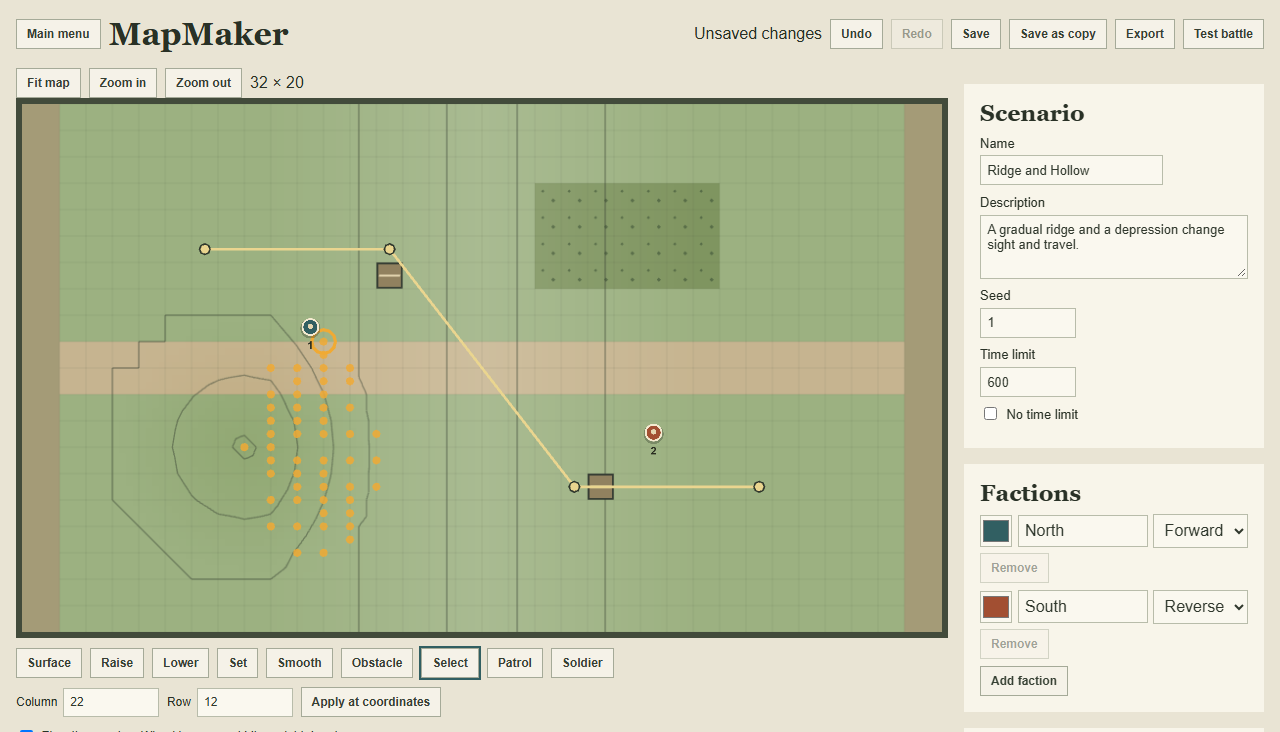 Main menu
MapMaker
Unsaved changes
Undo
Redo
Save
Save as copy
Export
Test battle
Fit map
Zoom in
Zoom out
32 × 20
1
2
Surface
Raise
Lower
Set
Smooth
Obstacle
Select
Patrol
Soldier
Column
22
Row
12
Apply at coordinates
Scenario
Name
Ridge and Hollow
Description
A gradual ridge and a depression change
sight and travel.
Seed
1
Time limit
600
No time limit
Factions
North
Forward
Remove
South
Reverse
Remove
Add faction